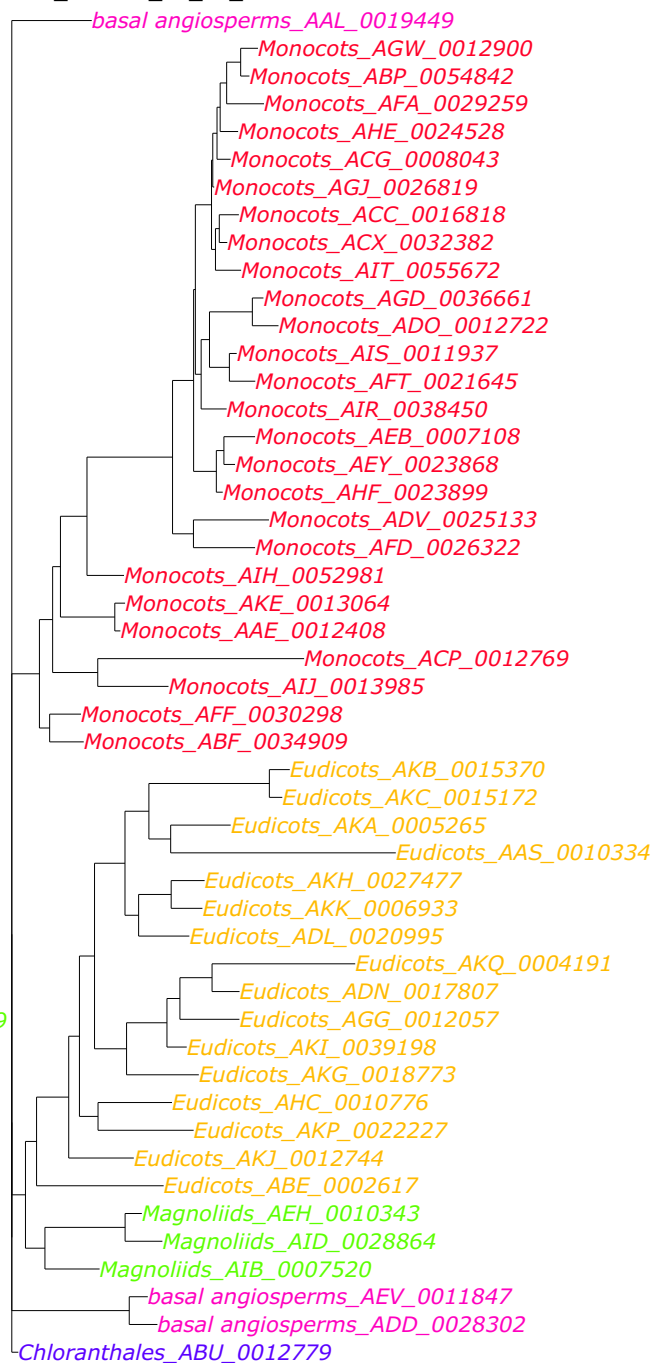 basal angiosperms_AAL_0019449
Monocots_AGW_0012900
Monocots_ABP_0054842
Monocots_AFA_0029259
Monocots_AHE_0024528
Monocots_ACG_0008043
Monocots_AGJ_0026819
Monocots_ACC_0016818
Monocots_ACX_0032382
Monocots_AIT_0055672
Monocots_AGD_0036661
Monocots_ADO_0012722
Monocots_AIS_0011937
Monocots_AFT_0021645
Monocots_AIR_0038450
Monocots_AEB_0007108
Monocots_AEY_0023868
Monocots_AHF_0023899
Monocots_ADV_0025133
Monocots_AFD_0026322
Monocots_AIH_0052981
Monocots_AKE_0013064
Monocots_AAE_0012408
Monocots_ACP_0012769
Monocots_AIJ_0013985
Monocots_AFF_0030298
Monocots_ABF_0034909
Eudicots_AKB_0015370
Eudicots_AKC_0015172
Eudicots_AKA_0005265
Eudicots_AAS_0010334
Eudicots_AKH_0027477
Eudicots_AKK_0006933
Eudicots_ADL_0020995
Eudicots_AKQ_0004191
Eudicots_ADN_0017807
Eudicots_AGG_0012057
Eudicots_AKI_0039198
Eudicots_AKG_0018773
Eudicots_AHC_0010776
Eudicots_AKP_0022227
Eudicots_AKJ_0012744
Eudicots_ABE_0002617
Magnoliids_AEH_0010343
Magnoliids_AID_0028864
Magnoliids_AIB_0007520
basal angiosperms_AEV_0011847
basal angiosperms_ADD_0028302
Chloranthales_ABU_0012779